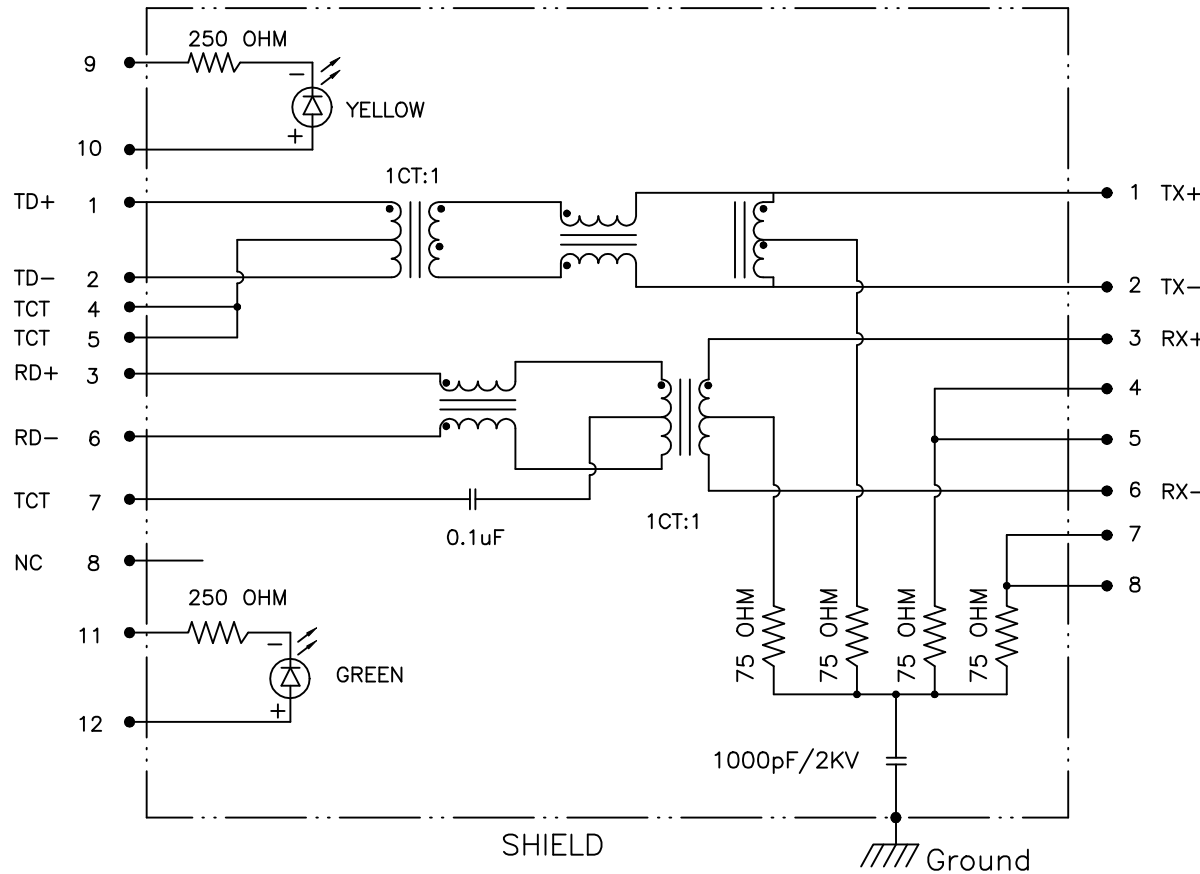 250 OHM
9
−
YELLOW
+
10
1CT:1
TD+ 1
1 TX+
TD− 2
2 TX−
TCT 4
TCT 5
3 RX+
RD+ 3
4
RD− 6
5
TCT 7
6 RX−
0.1uF
1CT:1
7
NC 8
8
250 OHM
75 OHM
75 OHM
75 OHM
75 OHM
11
−
GREEN
+
12
1000pF/2KV
SHIELD
Ground